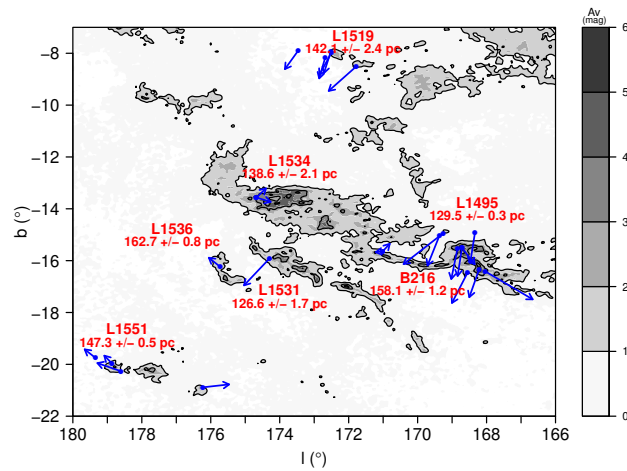 Av
(mag)
6
5
4
3
2
1
0
−8
−10
−12
−14
−16
−18
−20
−22
b (°)
L1519
142.1 +/− 2.4 pc
L1534
138.6 +/− 2.1 pc
L1495
129.5 +/− 0.3 pc
L1536
162.7 +/− 0.8 pc
B216
158.1 +/− 1.2 pc
L1531
126.6 +/− 1.7 pc
L1551
147.3 +/− 0.5 pc
180 178 176 174 172 170 168 166
l (°)